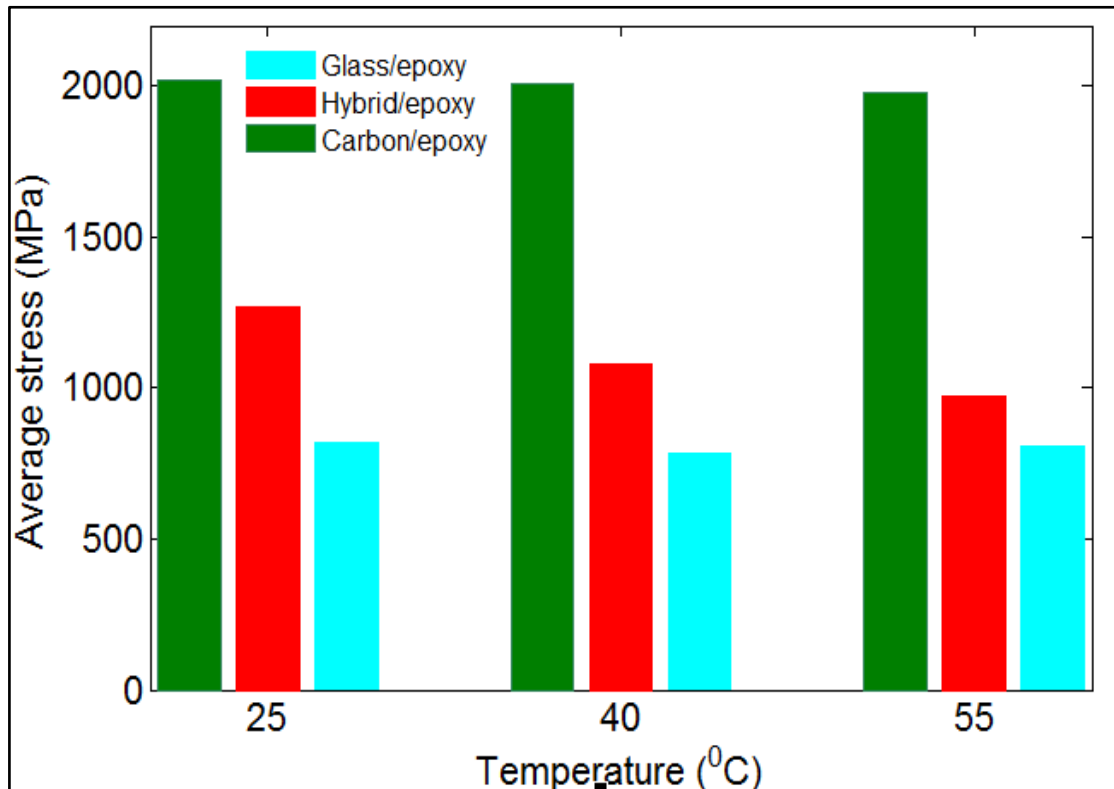 Glass/epoxy
Hybrid/epoxy
Carbon/epoxy
Average stress (MPa)
2000
1500
1000
500
0
25 40 55
Temperature (⁰C)